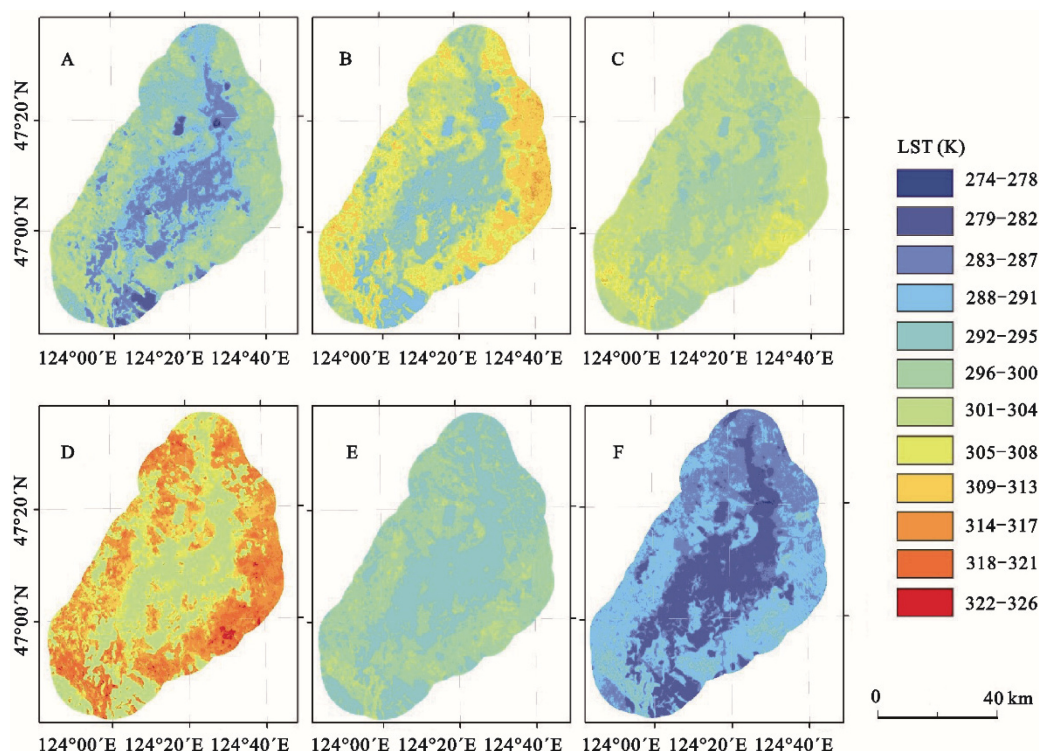 A
B
C
47°20′N
47°00′N
124°00′E 124°20′E 124°40′E
124°00′E 124°20′E 124°40′E
124°00′E 124°20′E 124°40′E
D
E
F
47°20′N
47°00′N
124°00′E 124°20′E 124°40′E
124°00′E 124°20′E 124°40′E
124°00′E 124°20′E 124°40′E
LST (K)
274−278
279−282
283−287
288−291
292−295
296−300
301−304
305−308
309−313
314−317
318−321
322−326
0 40 km